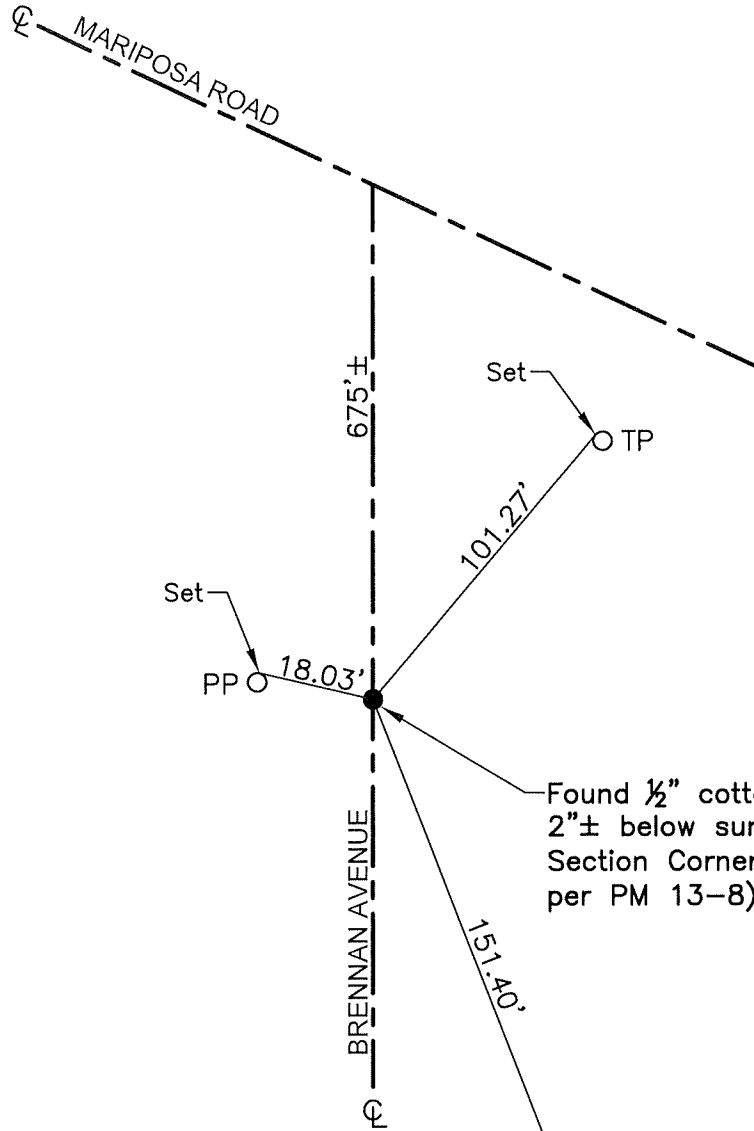 ℄
MARIPOSA ROAD
675'±
Set
TP
101.27'
Set
PP
18.03'
Found ½"
2"± below
Section Corner
per PM 13-8)
BRENNAN AVENUE
151.40'
℄